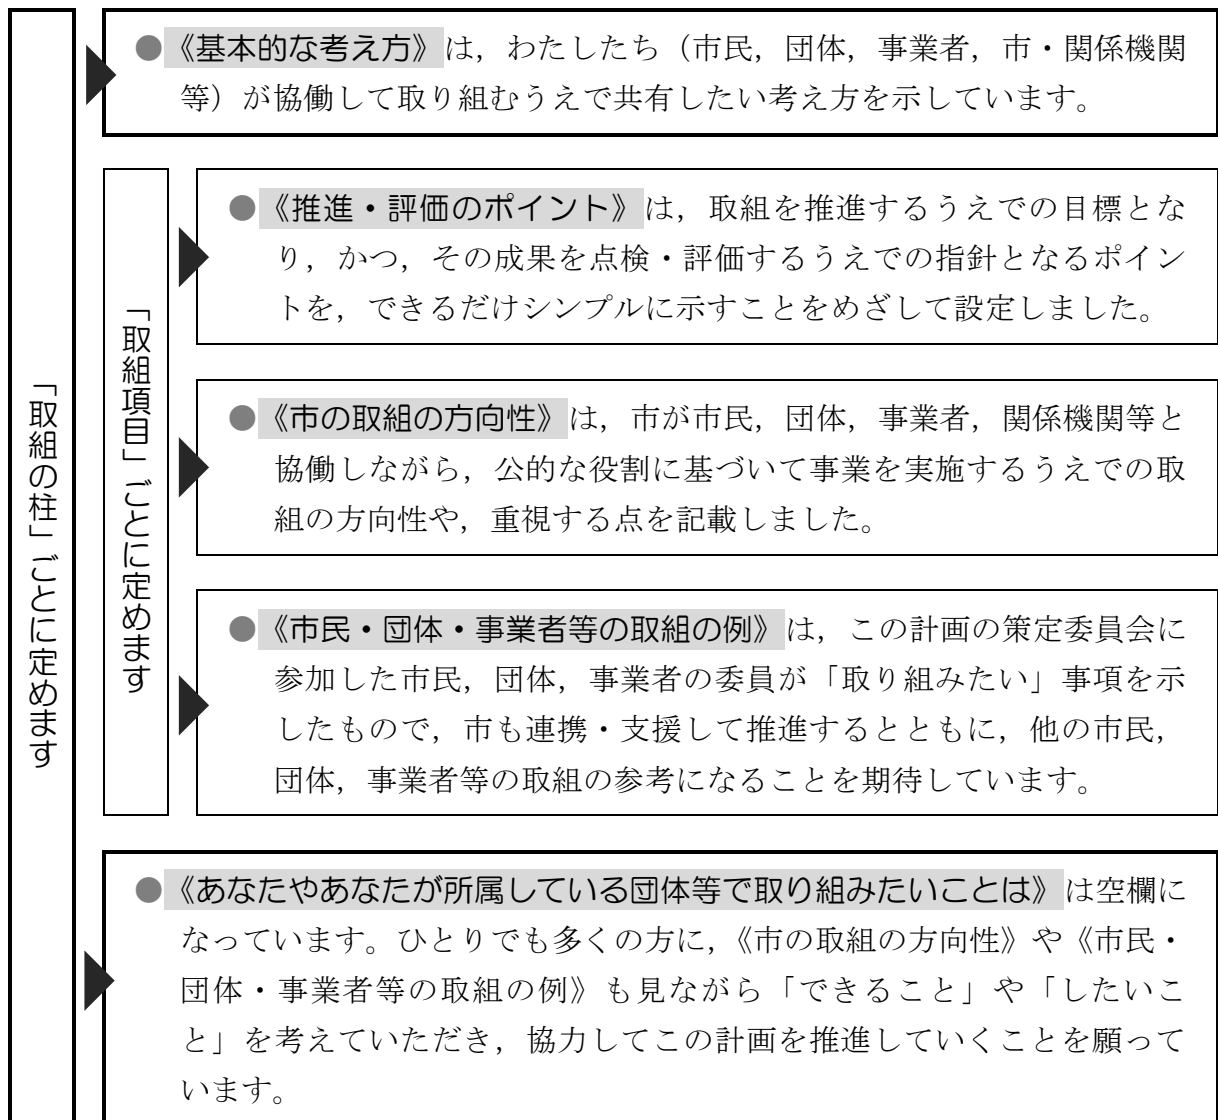 「取組の柱」ごとに定めます
●《基本的な考え方》は，わたしたち（市民，団体，事業者，市・関係機関
等）が協働して取り組むうえで共有したい考え方を示しています。
「取組項目」ごとに定めます
●《推進・評価のポイント》は，取組を推進するうえでの目標とな
り，かつ，その成果を点検・評価するうえでの指針となるポイン
トを，できるだけシンプルに示すことをめざして設定しました。
●《市の取組の方向性》は，市が市民，団体，事業者，関係機関等と
協働しながら，公的な役割に基づいて事業を実施するうえでの取
組の方向性や，重視する点を記載しました。
●《市民・団体・事業者等の取組の例》は，この計画の策定委員会に
参加した市民，団体，事業者の委員が「取り組みたい」事項を示
したもので，市も連携・支援して推進するとともに，他の市民，
団体，事業者等の取組の参考になることを期待しています。
●《あなたやあなたが所属している団体等で取り組みたいことは》は空欄に
なっています。ひとりでも多くの方に，《市の取組の方向性》や《市民・
団体・事業者等の取組の例》も見ながら「できること」や「したいこ
と」を考えていただき，協力してこの計画を推進していくことを願って
います。